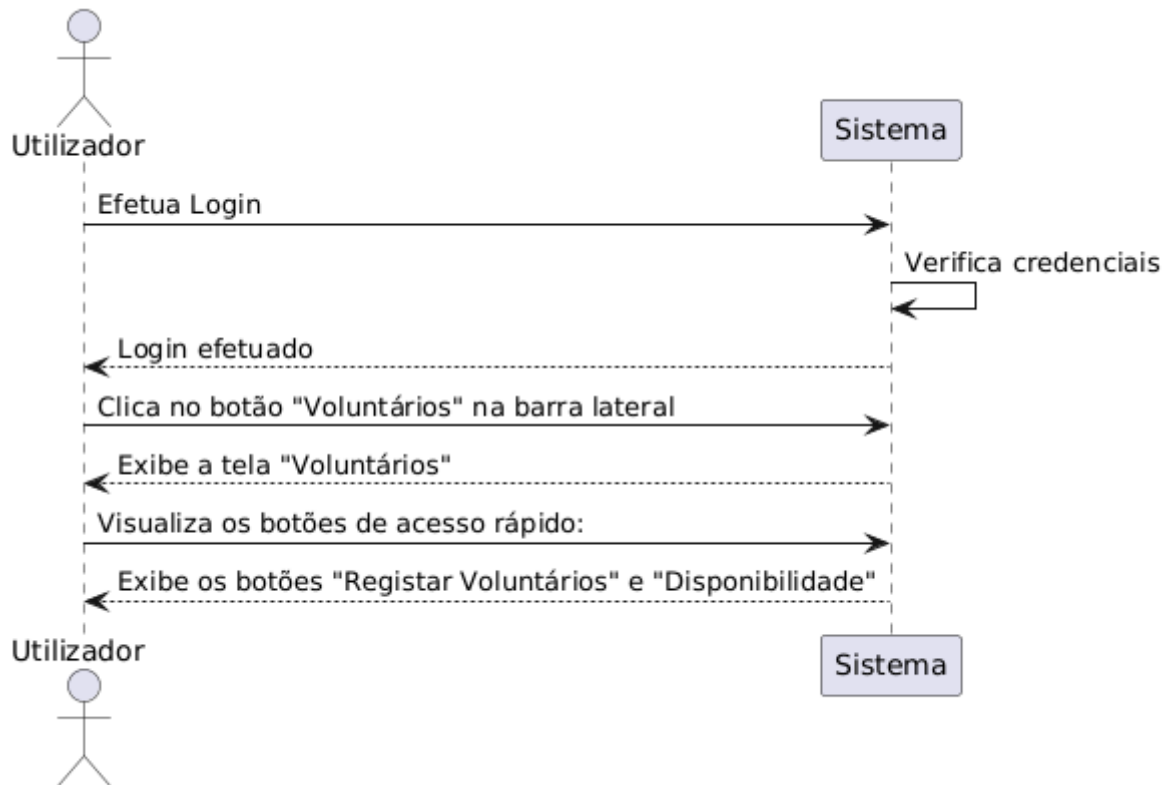 Utilizador
Sistema
Efetua Login
Verifica credenciais
Login efetuado
Clica no botão "Voluntários" na barra lateral
Exibe a tela "Voluntários"
Visualiza os botões de acesso rápido:
Exibe os botões "Registar Voluntários" e "Disponibilidade"
Utilizador
Sistema